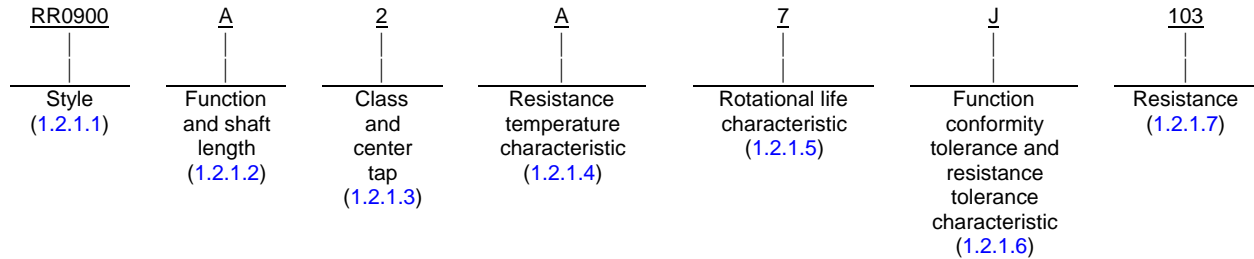 RR0900 A 2 A 7 J 103
Style
(1.2.1.1)
Function
and shaft
length
(1.2.1.2)
Class
and
center
tap
(1.2.1.3)
Resistance
temperature
characteristic
(1.2.1.4)
Rotational life
characteristic
(1.2.1.5)
Function
conformity
tolerance and
resistance
tolerance
characteristic
(1.2.1.6)
Resistance
(1.2.1.7)